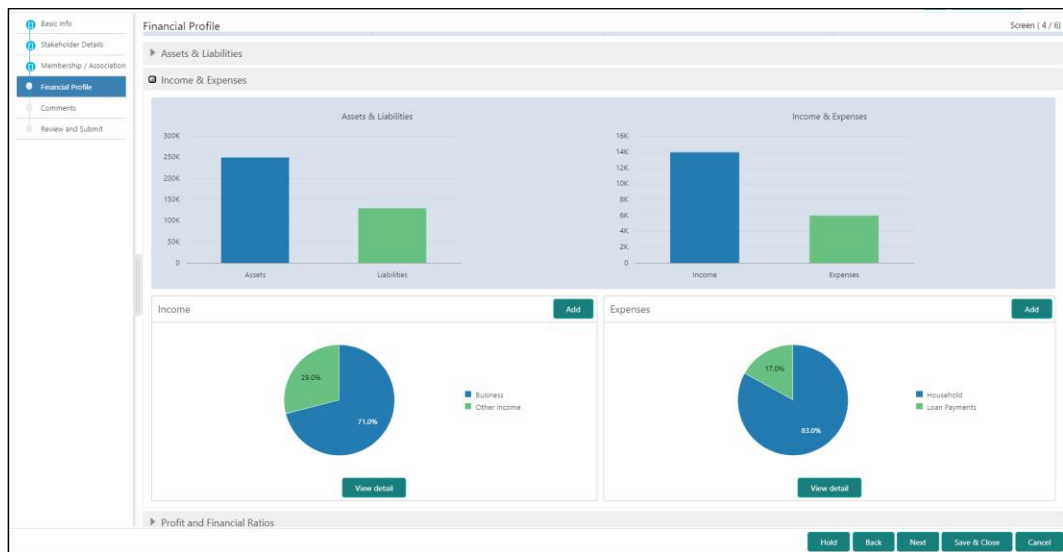 Basic Info
Stakeholder Details
Membership / Association
Financial Profile
Comments
Review and Submit
Financial Profile
Screen ( 4 / 6)
Assets & Liabilities
Income & Expenses
Assets & Liabilities
300K
250K
200K
150K
100K
50K
0
Assets
Liabilities
Income & Expenses
16K
14K
12K
10K
8K
6K
4K
2K
0
Income
Expenses
Income
Add
29.0%
71.0%
Business
Other Income
View detail
Expenses
Add
17.0%
83.0%
Household
Loan Payments
View detail
Profit and Financial Ratios
Hold
Back
Next
Save & Close
Cancel